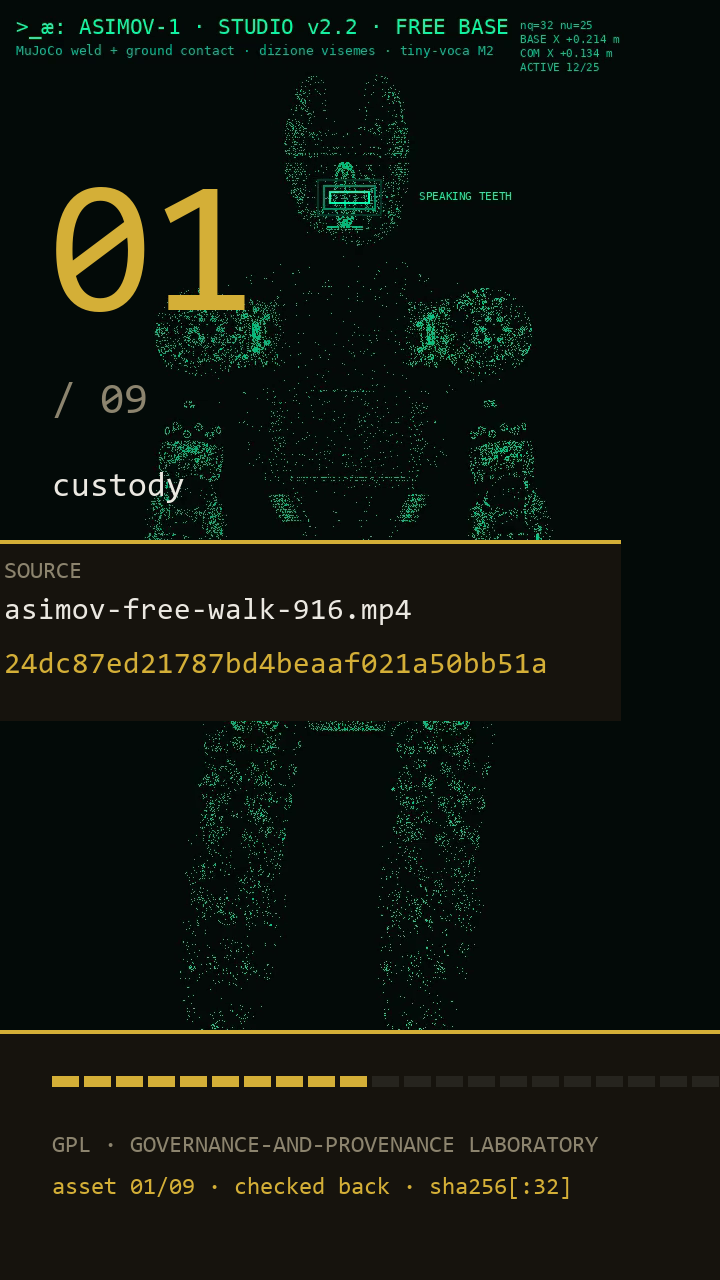 >_æ: ASIMOV-1 · STUDIO v2.2 · FREE BASE
MuJoCo weld + ground contact · dizione visemes · tiny-voca M2
nq=32 nu=25
BASE X +0.214 m
COM X +0.134 m
ACTIVE 12/25
SPEAKING TEETH
01
/ 09
custody
SOURCE
asimov-free-walk-916.mp4
24dc87ed21787bd4beaaf021a50bb51a
GPL · GOVERNANCE-AND-PROVENANCE LABORATORY
asset 01/09 · checked back · sha256[:32]